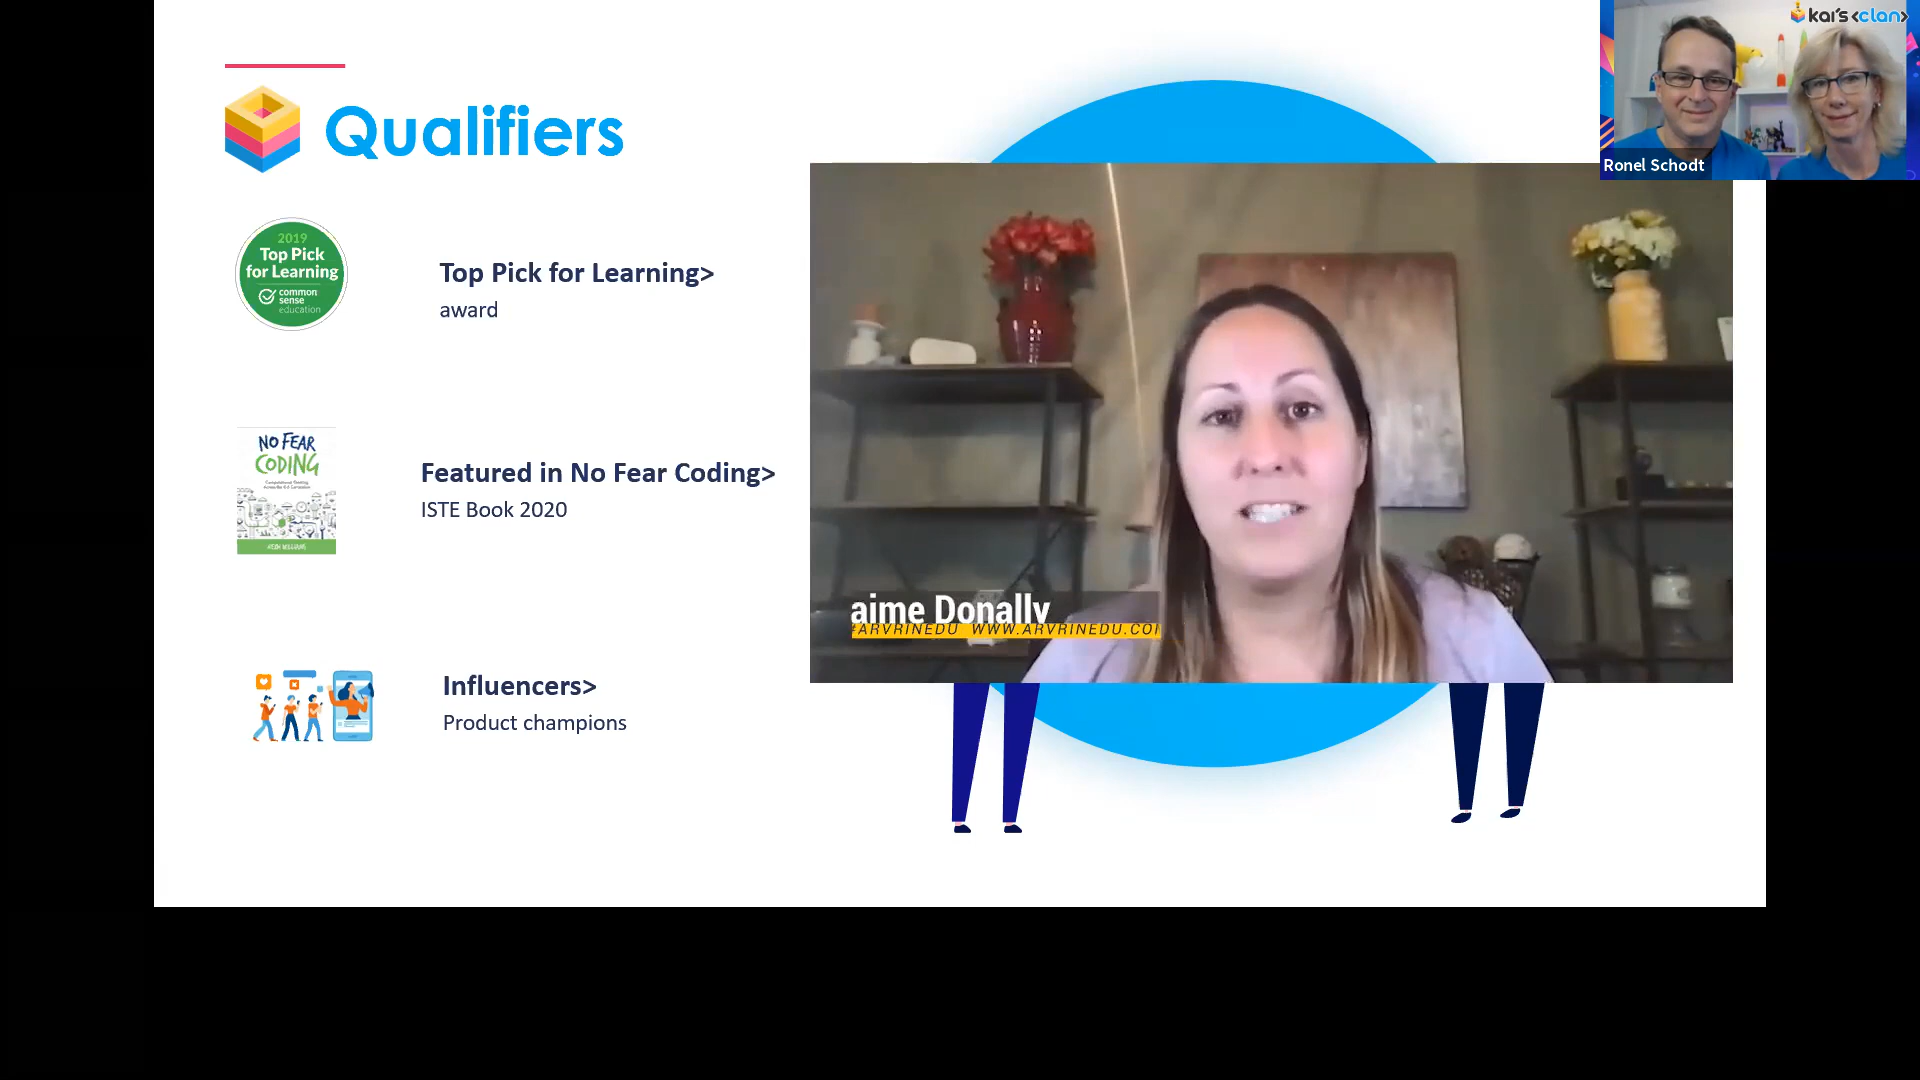 Qualifiers
2019
Top Pick
for Learning
common
sense
education
Top Pick for Learning>
award
NO FEAR
CODING
Featured in No Fear Coding>
ISTE Book 2020
Influencers>
Product champions
aime Donally
#ARVRINEDU WWW.ARVRINEDU.COM
kai's <clan>
Ronel Schodt